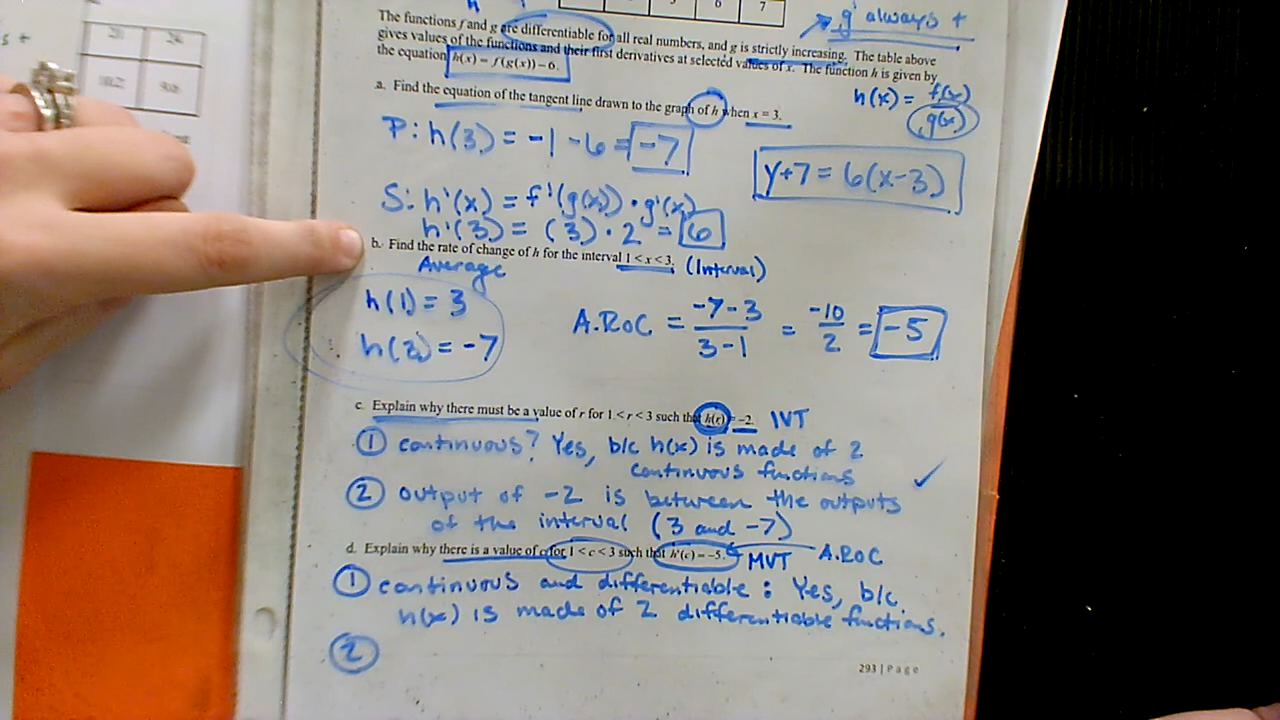 6
7
g' always +
The functions f and g are differentiable for all real numbers, and g is strictly increasing. The table above
gives values of the functions and their first derivatives at selected values of x. The function h is given by
the equation h(x) = f(g(x)) – 6.
h(x) = f(x)
g(x)
a. Find the equation of the tangent line drawn to the graph of h when x = 3.
P: h(3) = -1 - 6 = -7
y+7 = 6(x-3)
S: h'(x) = f'(g(x)) · g'(x)
h'(3) = (3) · 2 = 6
b. Find the rate of change of h for the interval 1 < x < 3.
(Interval)
Average
h(1) = 3
A.RoC = -7-3 / 3-1 = -10 / 2 = -5
= -7
c. Explain why there must be a value of r for 1 < r < 3 such that h(r) = –2.
IVT
① continuous? Yes, b/c h(x) is made of 2
continuous functions ✓
② output of -2 is between the outputs
of the interval (3 and -7)
d. Explain why there is a value of c for 1 < c < 3 such that h'(c) = –5.
MVT
A.RoC
① continuous and differentiable: Yes, b/c
h(x) is made of 2 differentiable functions.
②
293 | Page